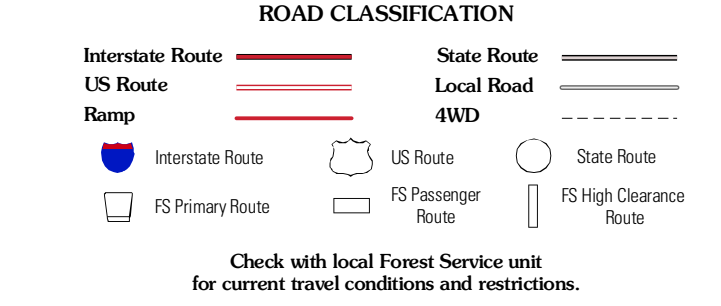 ROAD CLASSIFICATION
Interstate Route
State Route
US Route
Local Road
Ramp
4WD
Interstate Route
US Route
State Route
FS Primary Route
FS Passenger
Route
FS High Clearance
Route
Check with local Forest Service unit
for current travel conditions and restrictions.